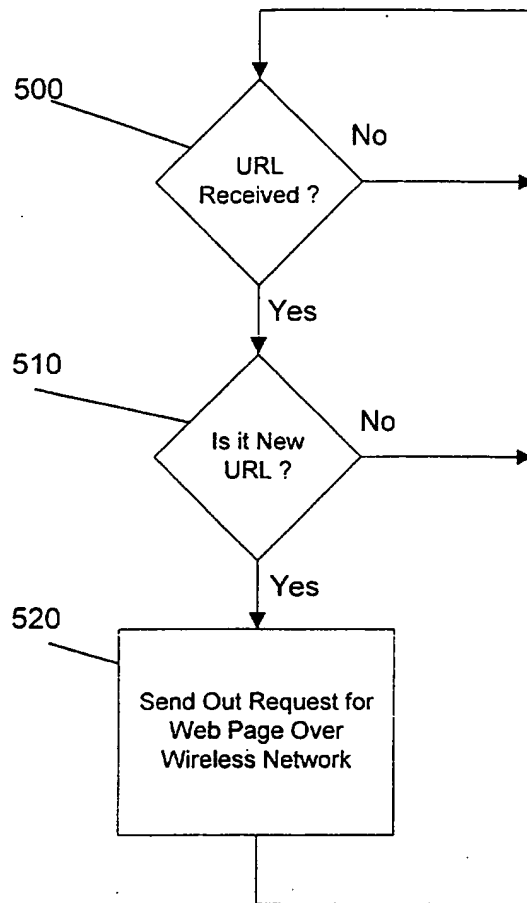 500
No
URL
Received ?
Yes
510
No
Is it New
URL ?
Yes
520
Send Out Request for
Web Page Over
Wireless Network